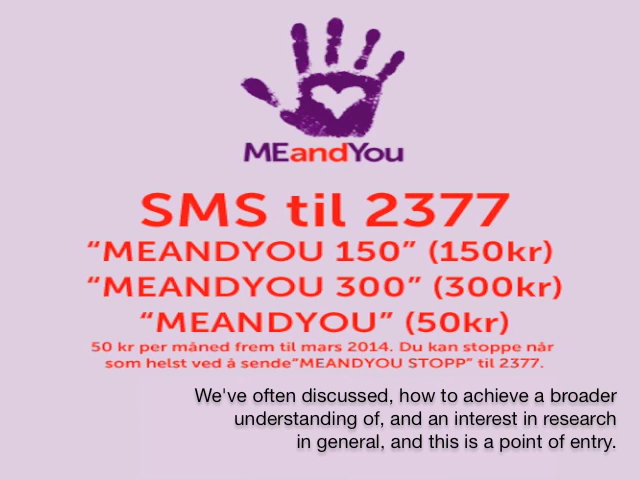 MEandYou
SMS til 2377
“MEANDYOU 150” (150kr)
“MEANDYOU 300” (300kr)
“MEANDYOU” (50kr)
50 kr per måned frem til mars 2014. Du kan stoppe når
som helst ved å sende“MEANDYOU STOPP” til 2377.
We've often discussed, how to achieve a broader
understanding of, and an interest in research
in general, and this is a point of entry.